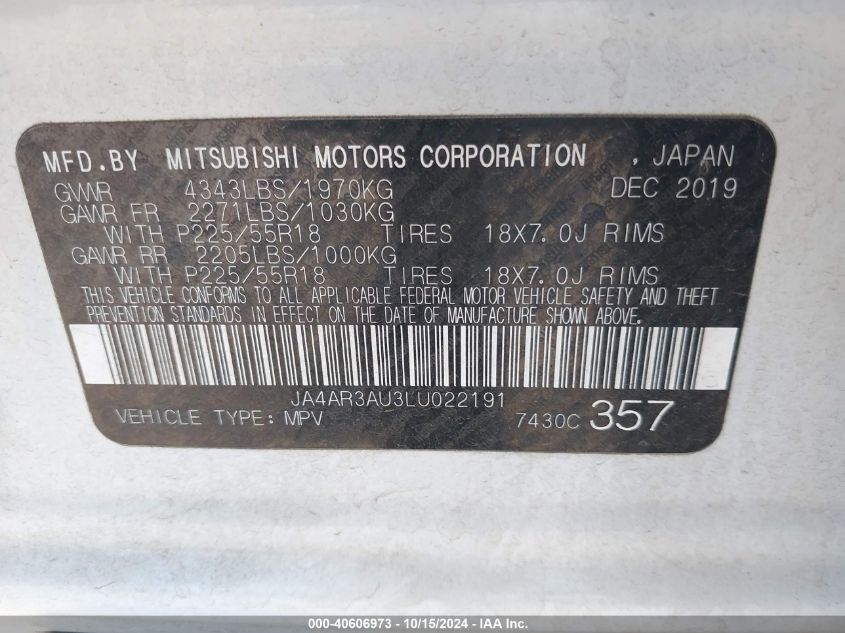 MFD.BY MITSUBISHI MOTORS CORPORATION , JAPAN
GVWR 4343LBS/1970KG DEC 2019
GAWR FR 2271LBS/1030KG
WITH P225/55R18 TIRES 18X7.0J RIMS
GAWR RR 2205LBS/1000KG
WITH P225/55R18 TIRES 18X7.0J RIMS
THIS VEHICLE CONFORMS TO ALL APPLICABLE FEDERAL MOTOR VEHICLE SAFETY AND THEFT
PREVENTION STANDARDS IN EFFECT ON THE DATE OF MANUFACTURE SHOWN ABOVE.
JA4AR3AU3LU022191
VEHICLE TYPE: MPV 7430C 357
000-40606973 - 10/15/2024 - IAA, Inc.